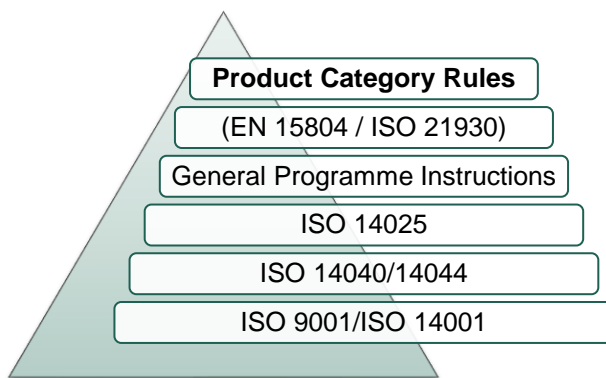 Product Category Rules
(EN 15804 / ISO 21930)
General Programme Instructions
ISO 14025
ISO 14040/14044
ISO 9001/ISO 14001